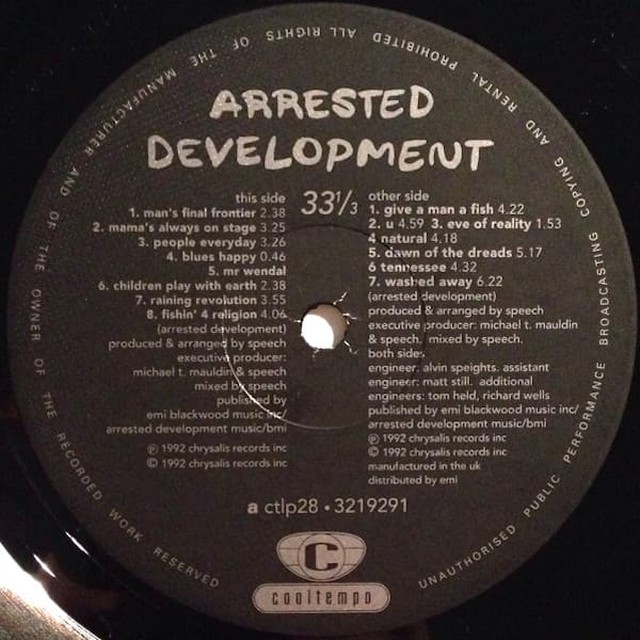 ARRESTED
DEVELOPMENT
33⅓
this side
1. man's final frontier 2.38
2. mama's always on stage 3.25
3. people everyday 3.26
4. blues happy 0.46
5. mr wendal
6. children play with earth 2.38
7. raining revolution 3.55
8. fishin' 4 religion 4.06
(arrested development)
produced & arranged by speech
executive producer:
michael t. mauldin & speech
mixed by speech
published by
emi blackwood music inc/
arrested development music/bmi
℗ 1992 chrysalis records inc
© 1992 chrysalis records inc
other side
1. give a man a fish 4.22
2. u 4.59 3. eve of reality 1.53
4 natural 4.18
5. dawn of the dreads 5.17
6 tennessee 4.32
7. washed away 6.22
(arrested development)
produced & arranged by speech
executive producer: michael t. mauldin
& speech. mixed by speech.
both sides
engineer: alvin speights. assistant
engineer: matt still. additional
engineers: tom held, richard wells
published by emi blackwood music inc/
arrested development music/bmi
℗ 1992 chrysalis records inc
© 1992 chrysalis records inc
manufactured in the uk
distributed by emi
a ctlp28 • 3219291
C
cooltempo
ALL RIGHTS OF THE MANUFACTURER AND OF THE OWNER OF THE RECORDED WORK RESERVED
UNAUTHORISED PUBLIC PERFORMANCE BROADCASTING COPYING AND RENTAL PROHIBITED